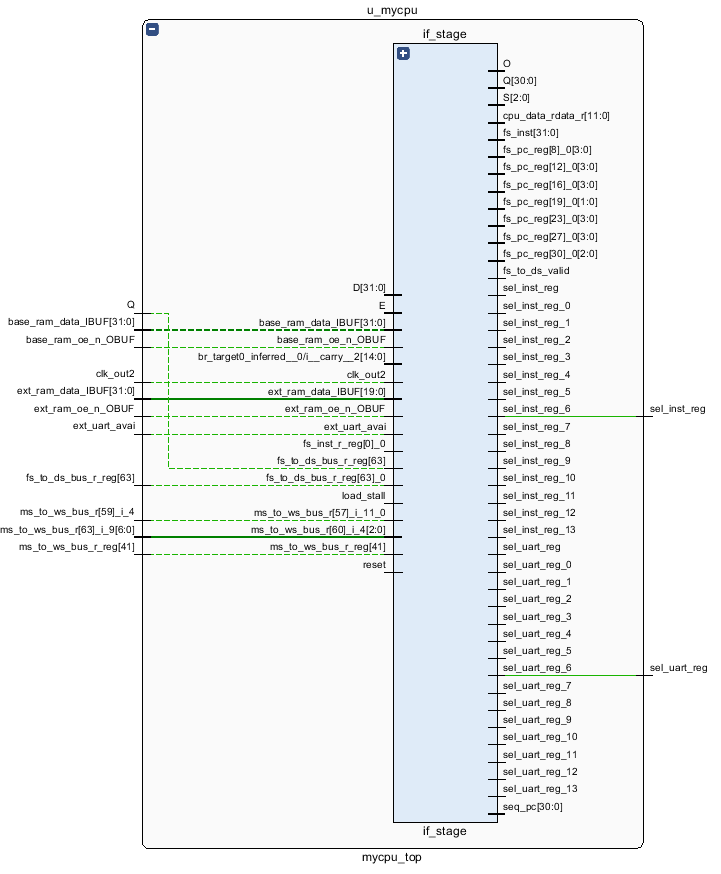 u_mycpu
if_stage
O
Q[30:0]
S[2:0]
cpu_data_rdata_r[11:0]
fs_inst[31:0]
fs_pc_reg[8]_0[3:0]
fs_pc_reg[12]_0[3:0]
fs_pc_reg[16]_0[3:0]
fs_pc_reg[19]_0[1:0]
fs_pc_reg[23]_0[3:0]
fs_pc_reg[27]_0[3:0]
fs_pc_reg[30]_0[2:0]
fs_to_ds_valid
D[31:0] sel_inst_reg
Q E sel_inst_reg_0
base_ram_data_IBUF[31:0] base_ram_data_IBUF[31:0] sel_inst_reg_1
base_ram_oe_n_OBUF base_ram_oe_n_OBUF sel_inst_reg_2
br_target0_inferred__0/i__carry__2[14:0] sel_inst_reg_3
clk_out2 clk_out2 sel_inst_reg_4
ext_ram_data_IBUF[31:0] ext_ram_data_IBUF[19:0] sel_inst_reg_5
ext_ram_oe_n_OBUF ext_ram_oe_n_OBUF sel_inst_reg_6 sel_inst_reg
ext_uart_avai ext_uart_avai sel_inst_reg_7
fs_inst_r_reg[0]_0 sel_inst_reg_8
fs_to_ds_bus_r_reg[63] sel_inst_reg_9
fs_to_ds_bus_r_reg[63] fs_to_ds_bus_r_reg[63]_0 sel_inst_reg_10
load_stall sel_inst_reg_11
ms_to_ws_bus_r[59]_i_4 ms_to_ws_bus_r[57]_i_11_0 sel_inst_reg_12
ms_to_ws_bus_r[63]_i_9[6:0] ms_to_ws_bus_r[60]_i_4[2:0] sel_inst_reg_13
ms_to_ws_bus_r_reg[41] ms_to_ws_bus_r_reg[41] sel_uart_reg
reset sel_uart_reg_0
sel_uart_reg_1
sel_uart_reg_2
sel_uart_reg_3
sel_uart_reg_4
sel_uart_reg_5
sel_uart_reg_6 sel_uart_reg
sel_uart_reg_7
sel_uart_reg_8
sel_uart_reg_9
sel_uart_reg_10
sel_uart_reg_11
sel_uart_reg_12
sel_uart_reg_13
seq_pc[30:0]
if_stage
mycpu_top